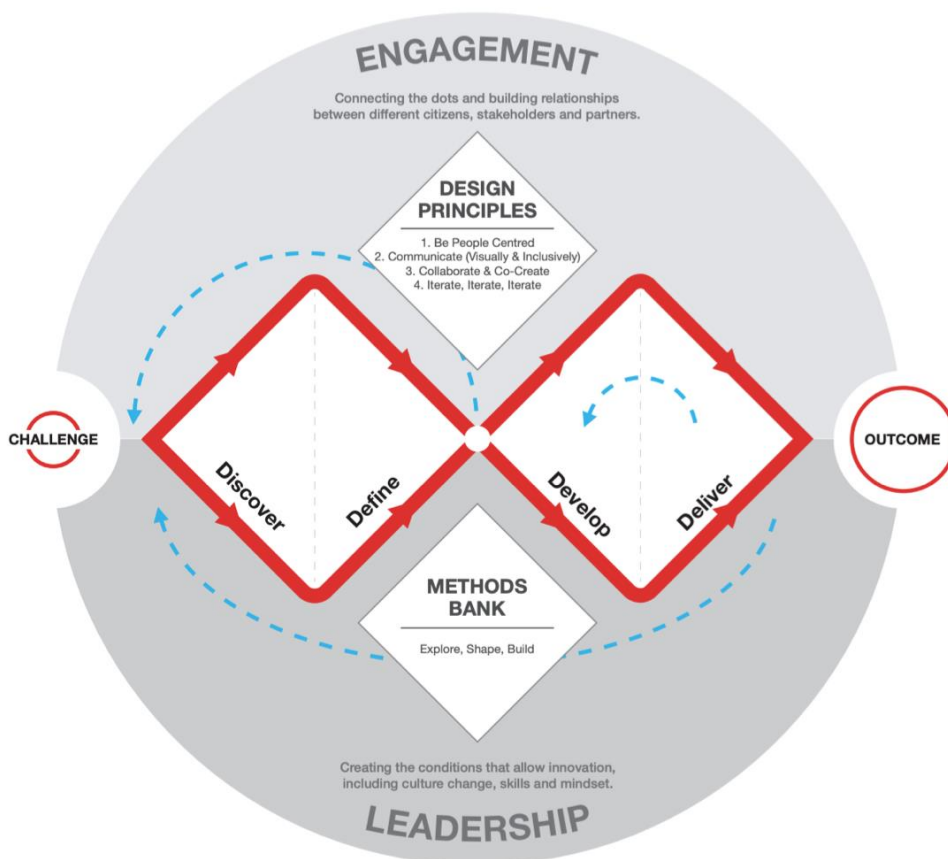 ENGAGEMENT
Connecting the dots and building relationships
between different citizens, stakeholders and partners.
DESIGN
PRINCIPLES
1. Be People Centred
2. Communicate (Visually & Inclusively)
3. Collaborate & Co-Create
4. Iterate, Iterate, Iterate
CHALLENGE
OUTCOME
Discover
Define
Develop
Deliver
METHODS
BANK
Explore, Shape, Build
Creating the conditions that allow innovation,
including culture change, skills and mindset.
LEADERSHIP